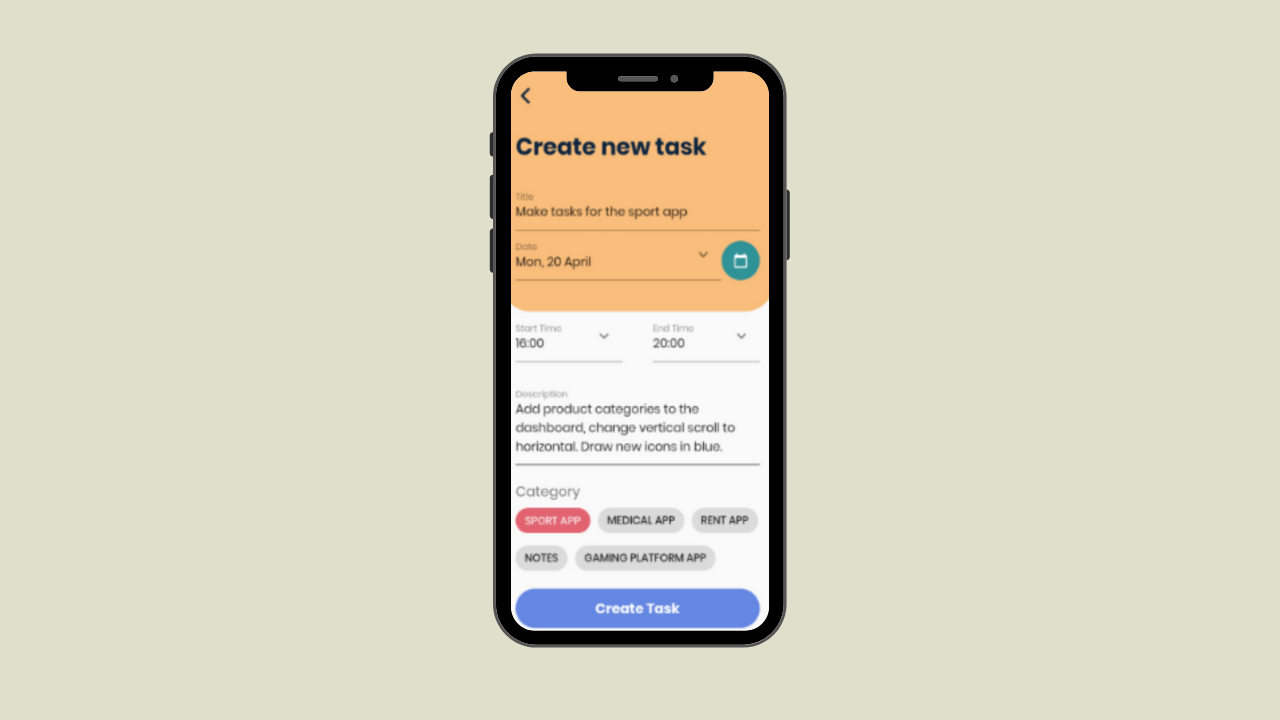 Create new task
Title
Make tasks for the sport app
Date
Mon, 20 April
Start Time
End Time
16:00
20:00
Description
Add product categories to the
dashboard, change vertical scroll to
horizontal. Draw new icons in blue.
Category
SPORT APP
MEDICAL APP
RENT APP
NOTES
GAMING PLATFORM APP
Create Task